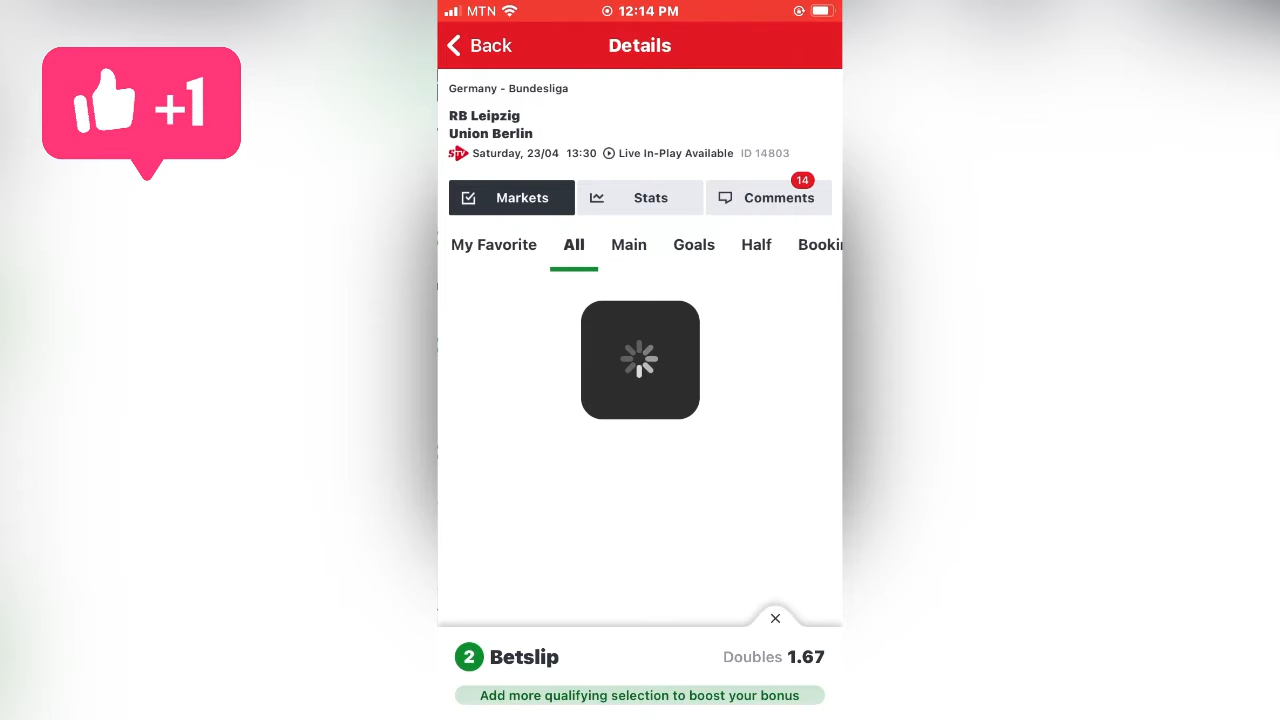 +1
MTN 12:14 PM
Back Details
Germany - Bundesliga
RB Leipzig
Union Berlin
STV Saturday, 23/04 13:30 Live In-Play Available ID 14803
14
Markets Stats Comments
My Favorite All Main Goals Half Bookin
2 Betslip Doubles 1.67
Add more qualifying selection to boost your bonus